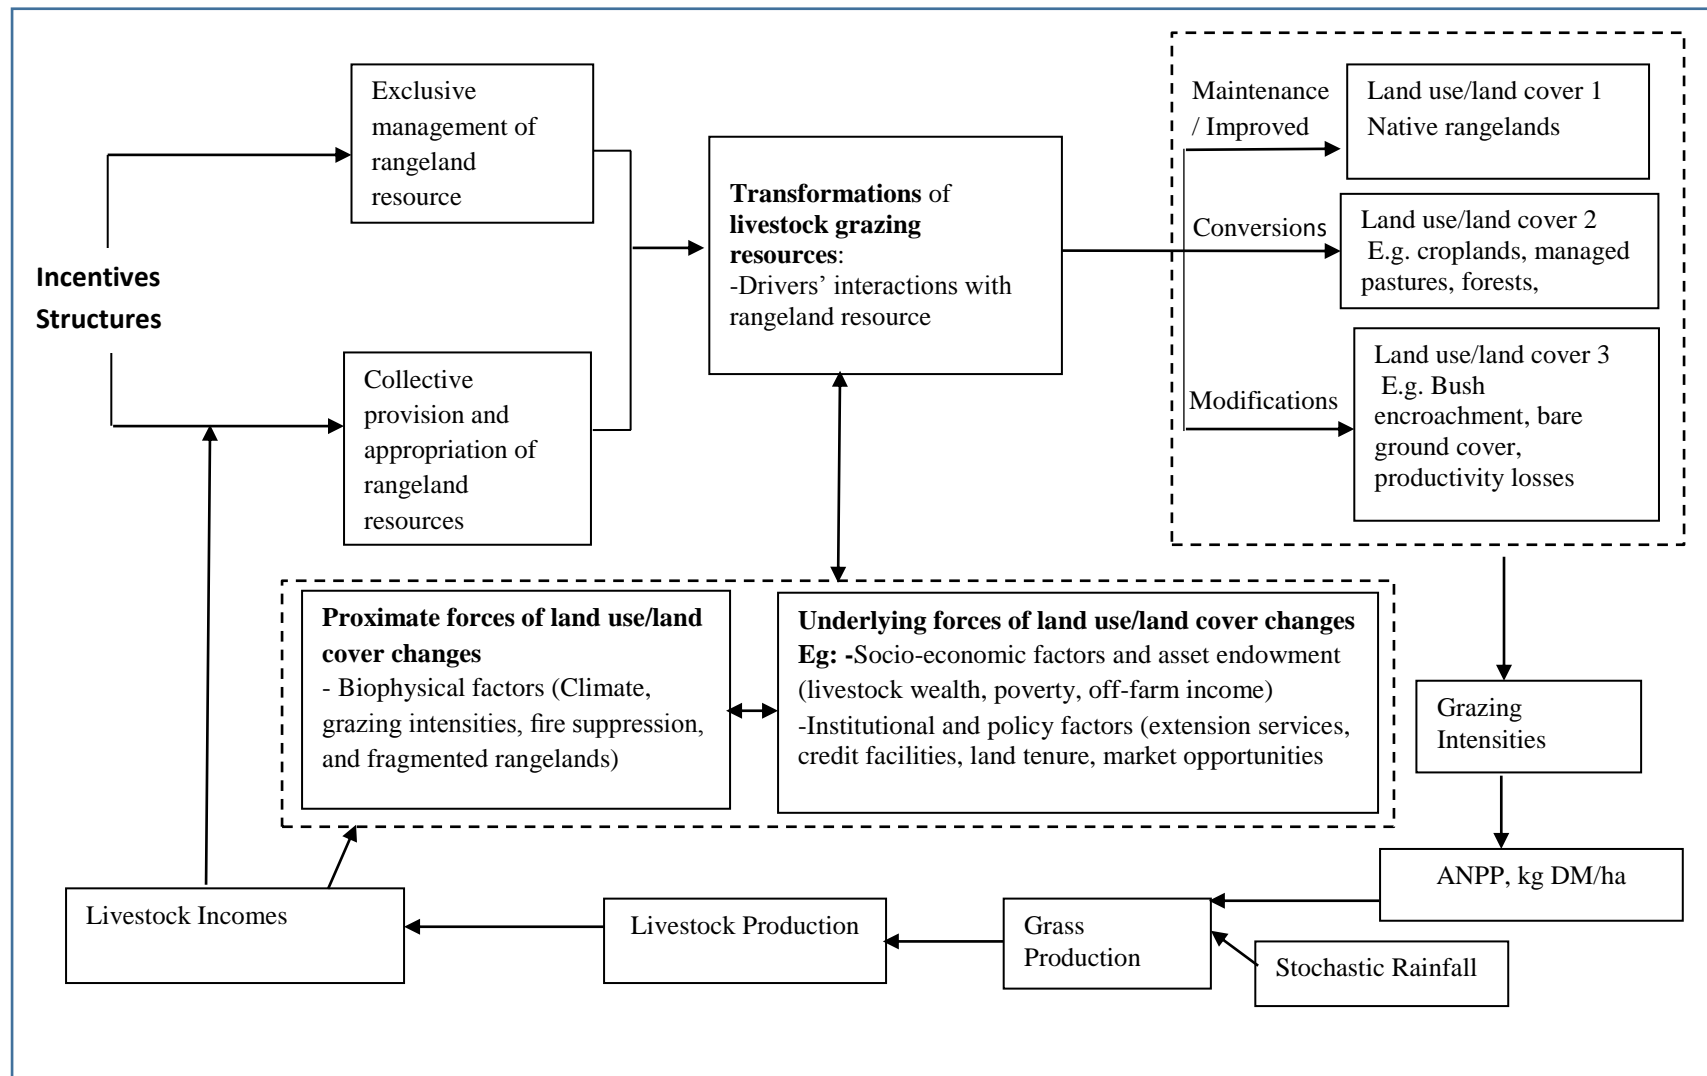 Exclusive
management of
rangeland
resource
Incentives
Structures
Collective
provision and
appropriation of
rangeland
resources
Transformations of
livestock grazing
resources:
-Drivers’ interactions with
rangeland resource
Maintenance
/ Improved
Land use/land cover 1
Native rangelands
Conversions
Land use/land cover 2
E.g. croplands, managed
pastures, forests,
Modifications
Land use/land cover 3
E.g. Bush
encroachment, bare
ground cover,
productivity losses
Proximate forces of land use/land
cover changes
- Biophysical factors (Climate,
grazing intensities, fire suppression,
and fragmented rangelands)
Underlying forces of land use/land cover changes
Eg: -Socio-economic factors and asset endowment
(livestock wealth, poverty, off-farm income)
-Institutional and policy factors (extension services,
credit facilities, land tenure, market opportunities
Grazing
Intensities
ANPP, kg DM/ha
Stochastic Rainfall
Grass
Production
Livestock Production
Livestock Incomes